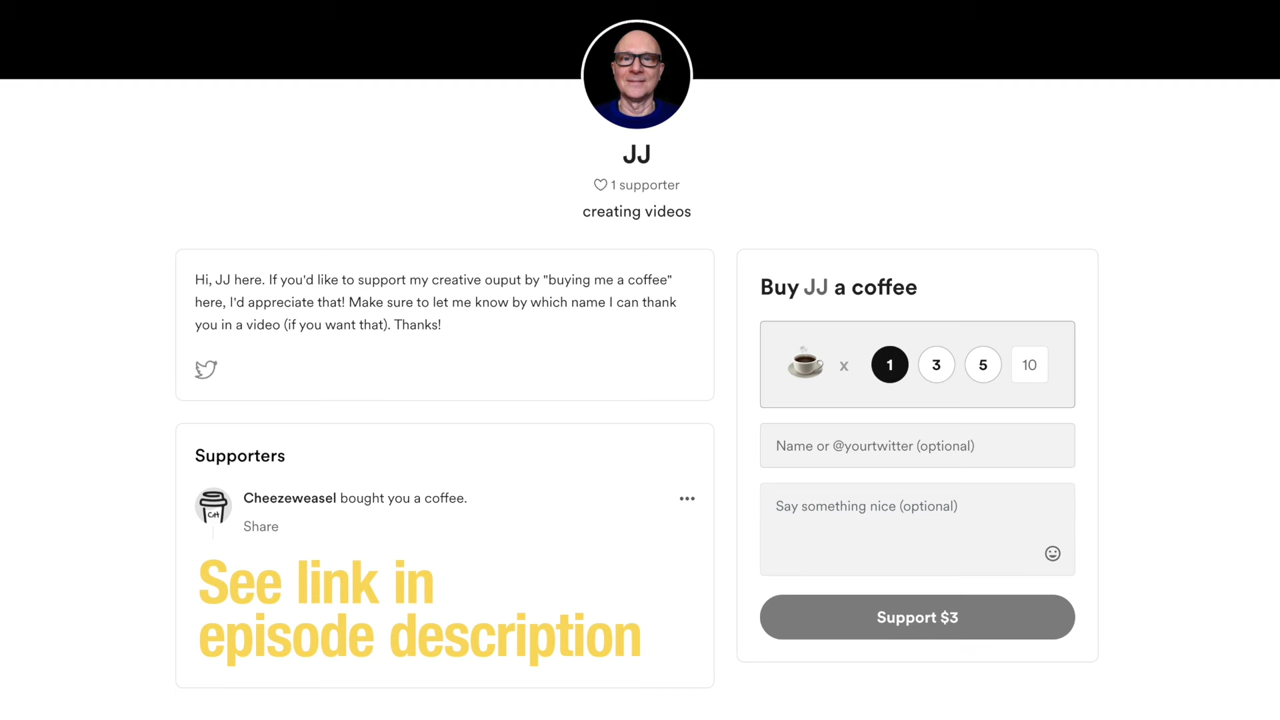 JJ
1 supporter
creating videos
Hi, JJ here. If you'd like to support my creative ouput by "buying me a coffee"
here, I'd appreciate that! Make sure to let me know by which name I can thank
you in a video (if you want that). Thanks!
Supporters
Cheezeweasel bought you a coffee.
Share
See link in
episode description
Buy JJ a coffee
x 1 3 5 10
Name or @yourtwitter (optional)
Say something nice (optional)
Support $3